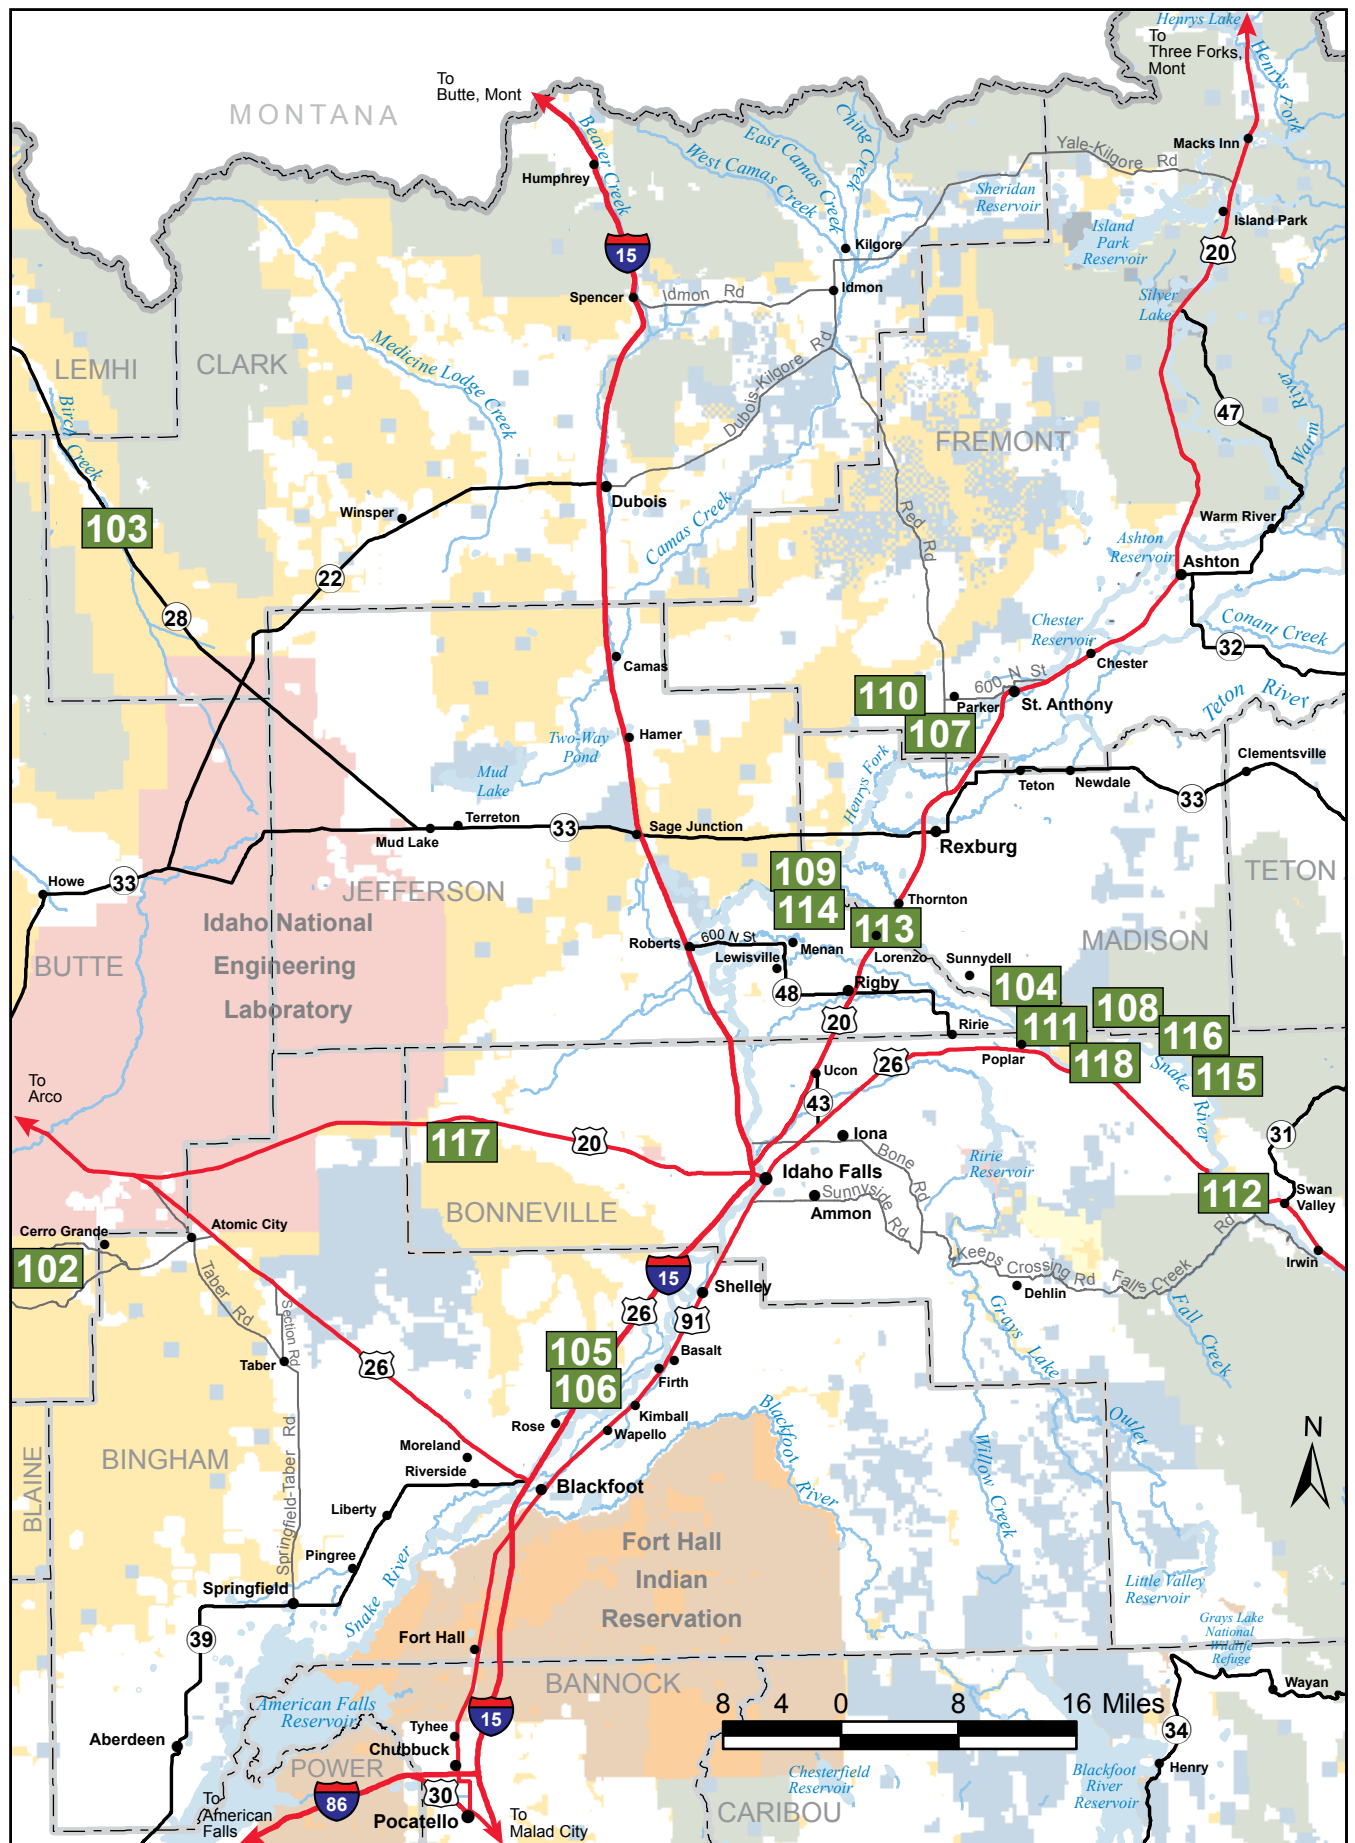 Henrys Lake
To
Three Forks,
Mont
Henrys Fork
To
Butte, Mont
MONTANA
Beaver Creek
East Camas Creek
West Camas Creek
Ching Creek
Macks Inn
Yale-Kilgore Rd
Humphrey
Sheridan
Reservoir
Island Park
Island
Park
Reservoir
Kilgore
20
15
Idmon
Spencer
Idmon Rd
Silver
Lake
Medicine Lodge Creek
Dubois-Kilgore Rd
LEMHI
CLARK
Birch Creek
47
Warm River
FREMONT
Dubois
Winsper
103
Camas Creek
Red Rd
Warm River
Ashton
Reservoir
Ashton
22
28
Chester
Reservoir
Conant Creek
32
Chester
Camas
600 N St
110
Parker
St. Anthony
Teton River
107
Hamer
Two-Way
Pond
Mud
Lake
Henrys Fork
Clementsville
Teton
Newdale
33
Terreton
33
Sage Junction
Mud Lake
Rexburg
109
TETON
Howe
33
JEFFERSON
114
Thornton
Idaho National
Engineering
Laboratory
113
600 N St
Roberts
Menan
Lorenzo
MADISON
Lewisville
Sunnydell
BUTTE
48
Rigby
104
108
20
Ririe
111
116
26
Poplar
118
115
Ucon
Snake River
To
Arco
43
117
20
Iona
31
Bone Rd
Ririe
Reservoir
Idaho Falls
Sunnyside Rd
Ammon
112
Swan
Valley
BONNEVILLE
Cerro Grande
Atomic City
Keeps Crossing Rd
Falls Creek Rd
Irwin
102
Taber Rd
15
Shelley
Dehlin
Section Rd
26
91
Grays Lake
Outlet
Fall Creek
105
Basalt
Taber
26
106
Firth
Kimball
Rose
Wapello
Blackfoot
River
Moreland
BINGHAM
BLAINE
N
Riverside
Blackfoot
Willow Creek
Springfield-Taber Rd
Liberty
Fort Hall
Indian
Reservation
Pingree
Springfield
Snake River
Little Valley
Reservoir
Grays Lake
National
Wildlife
Refuge
39
Fort Hall
BANNOCK
Wayan
American Falls
Reservoir
8 4 0 8 16 Miles
15
Tyhee
34
Aberdeen
Chubbuck
POWER
Henry
Chesterfield
Reservoir
Blackfoot
River
Reservoir
86
30
To
American
Falls
Pocatello
To
Malad City
CARIBOU